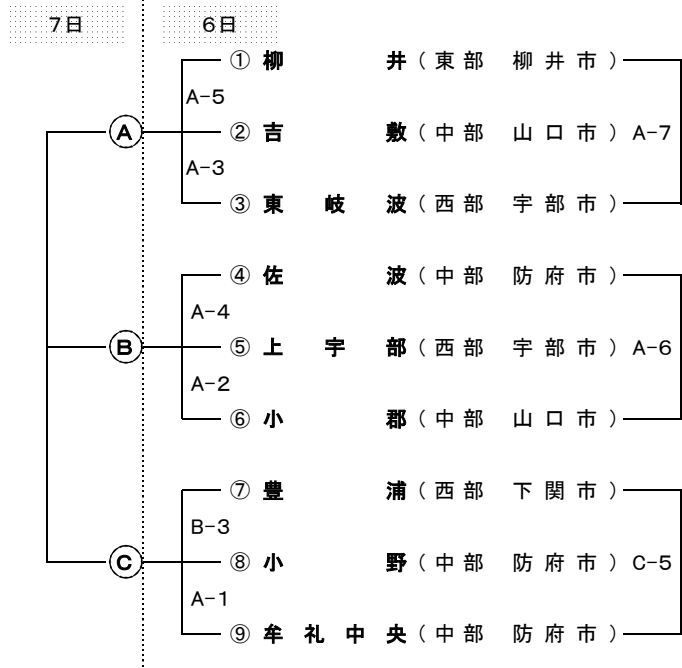 7日 6日
① 柳 井 ( 東 部 柳 井 市 )
A-5
Ⓐ ② 吉 敷 ( 中 部 山 口 市 ) A-7
A-3
③ 東 岐 波 ( 西 部 宇 部 市 )
④ 佐 波 ( 中 部 防 府 市 )
A-4
Ⓑ ⑤ 上 宇 部 ( 西 部 宇 部 市 ) A-6
A-2
⑥ 小 郡 ( 中 部 山 口 市 )
⑦ 豊 浦 ( 西 部 下 関 市 )
B-3
Ⓒ ⑧ 小 野 ( 中 部 防 府 市 ) C-5
A-1
⑨ 牟 礼 中 央 ( 中 部 防 府 市 )